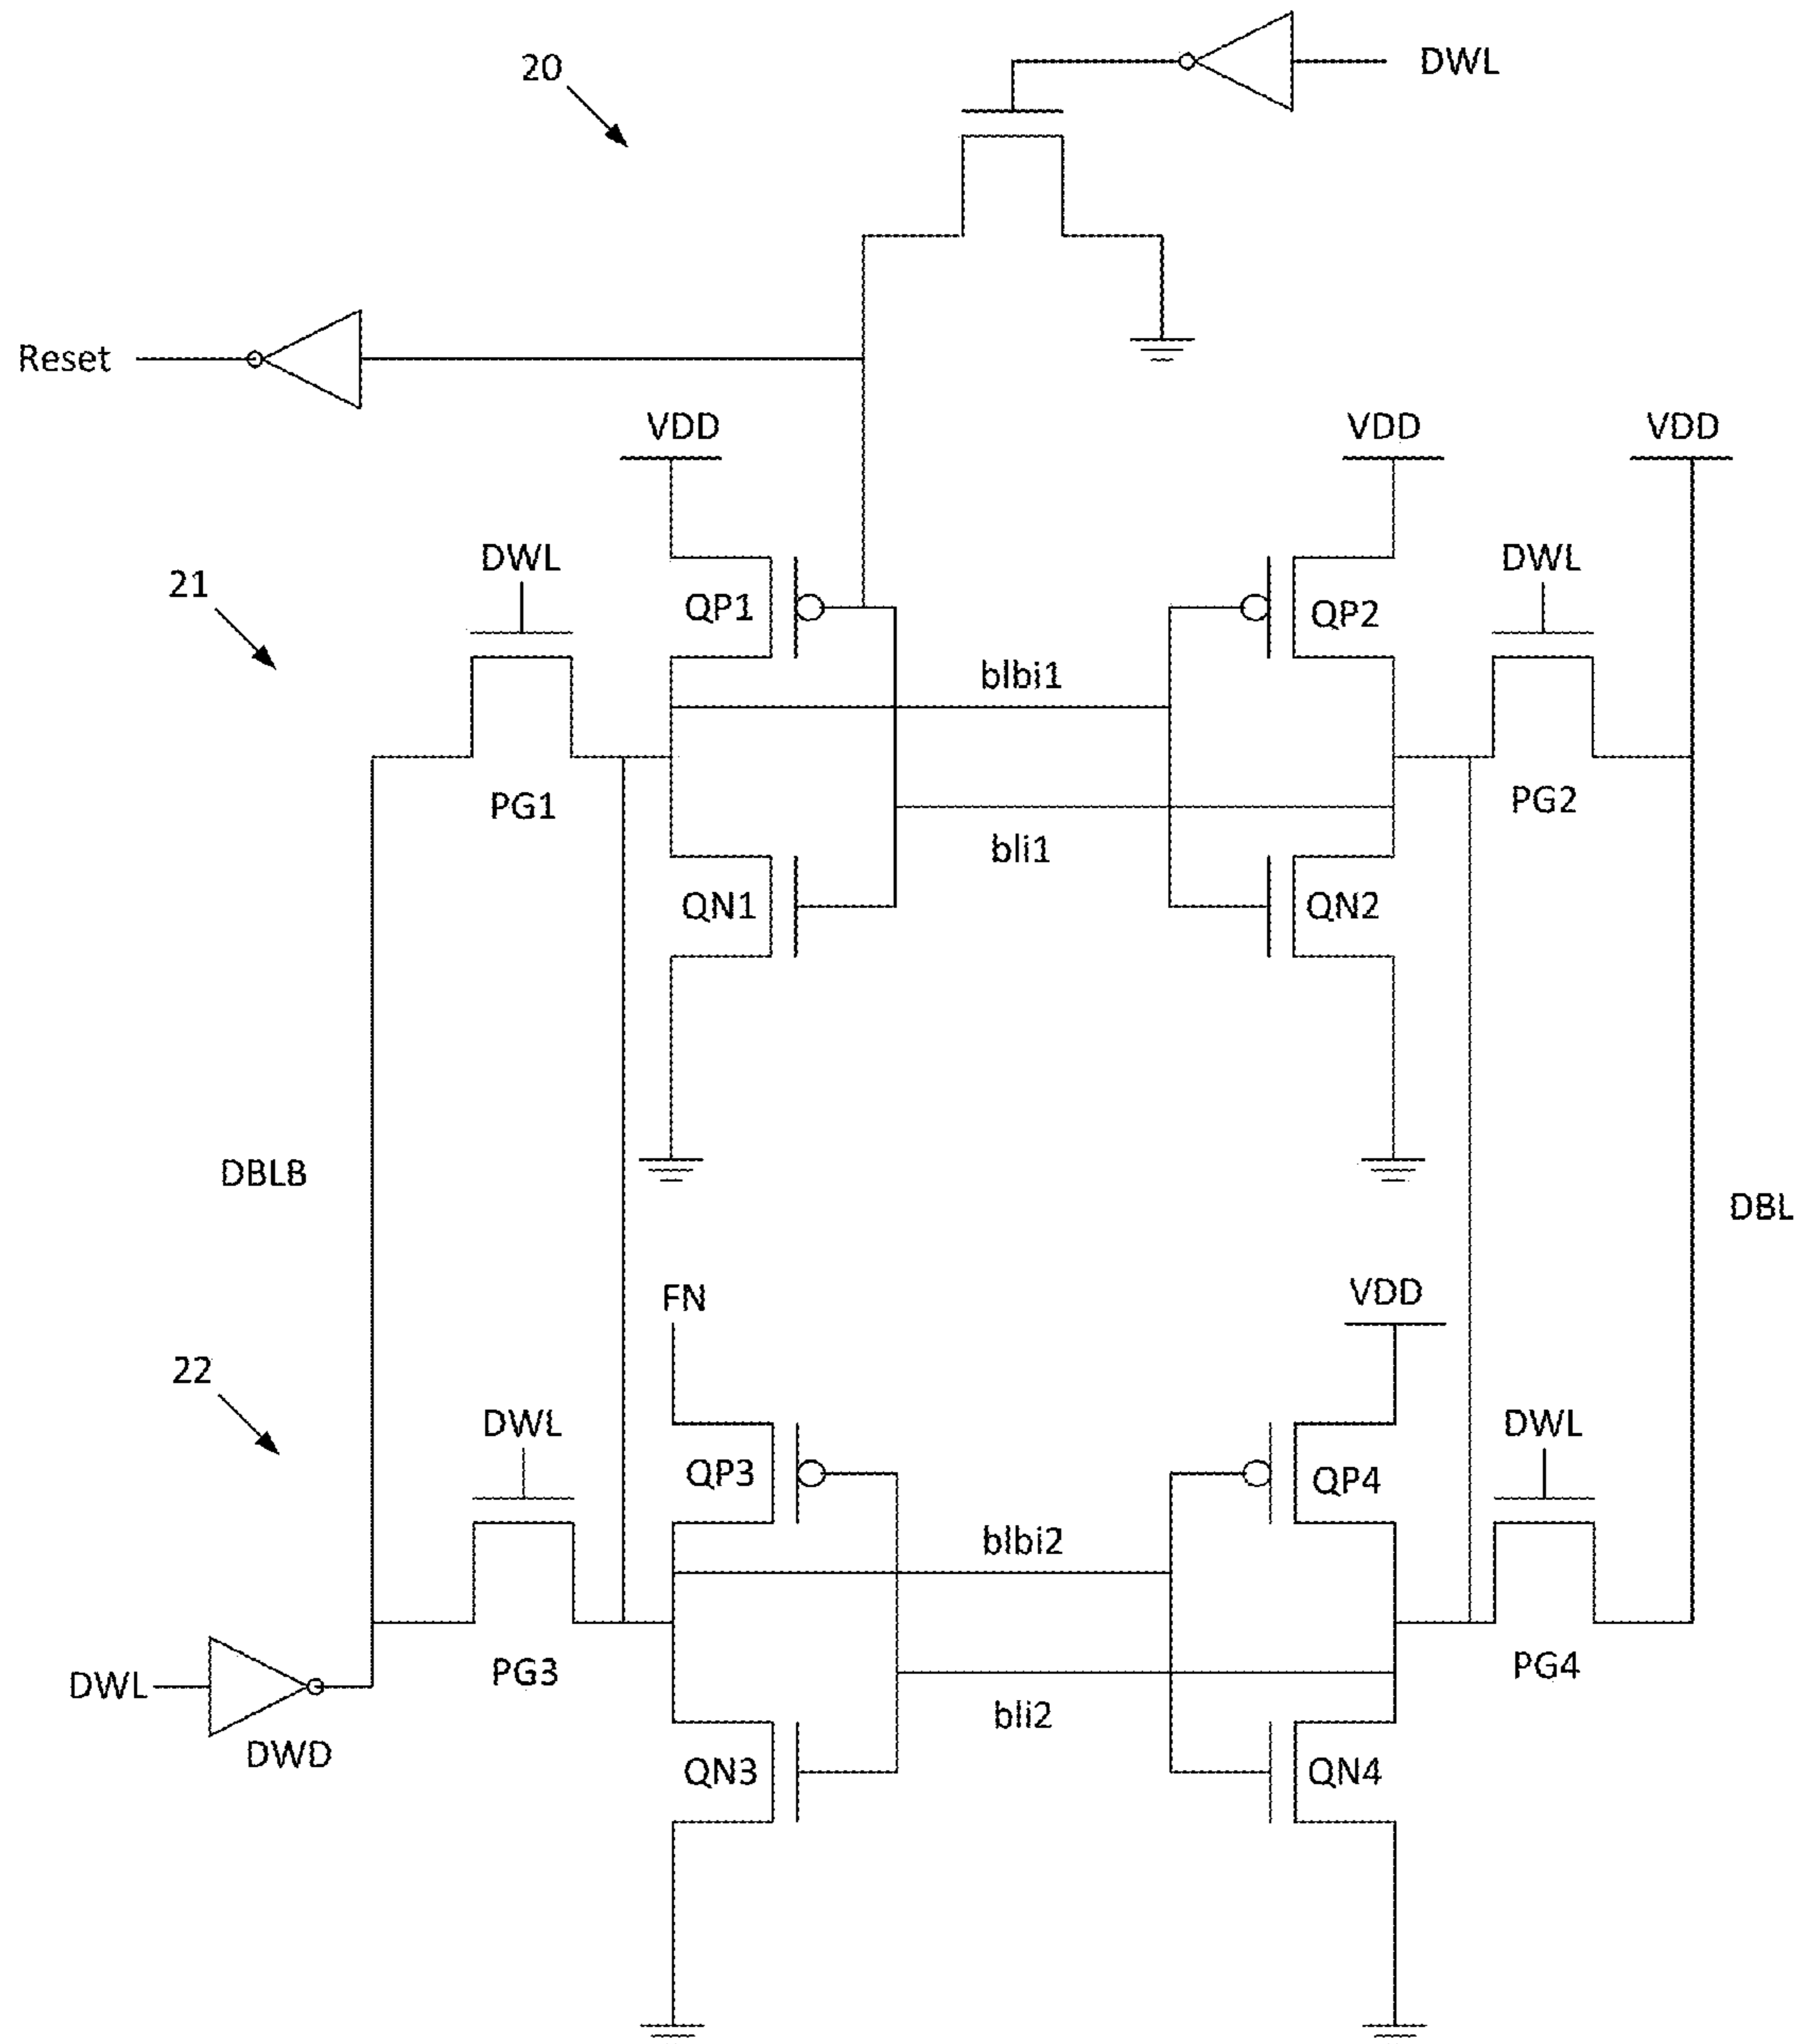 20
DWL
Reset
VDD
VDD
VDD
21
DWL
QP1
QP2
DWL
blbi1
PG1
PG2
bli1
QN1
QN2
DBLB
DBL
FN
VDD
22
DWL
QP3
QP4
DWL
blbi2
PG3
PG4
DWL
bli2
DWD
QN3
QN4